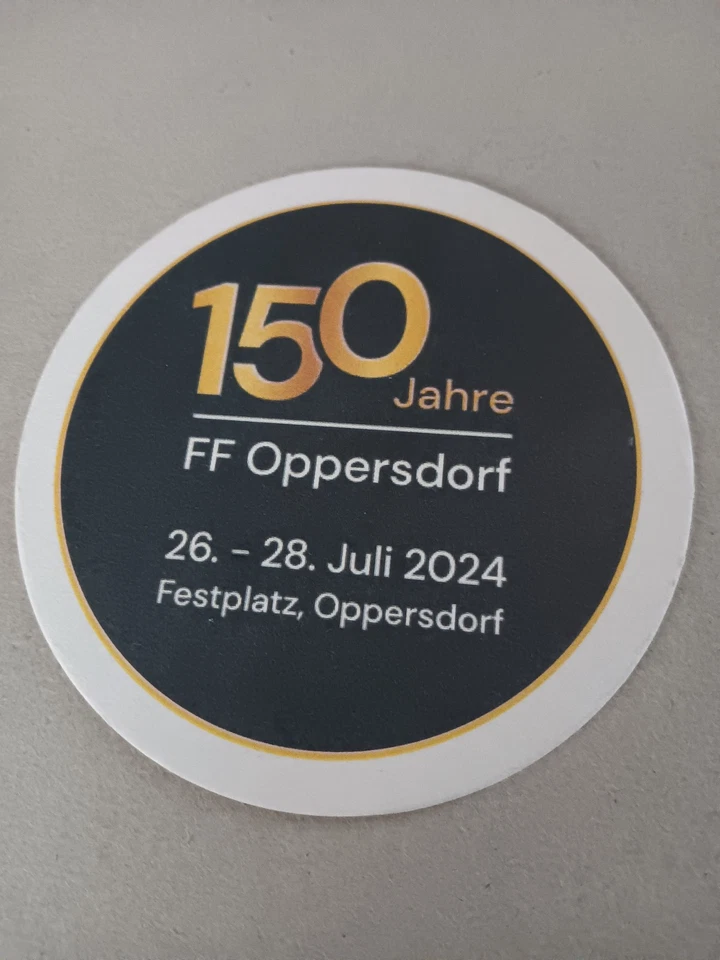 150
Jahre
FF Oppersdorf
26. - 28. Juli 2024
Festplatz, Oppersdorf